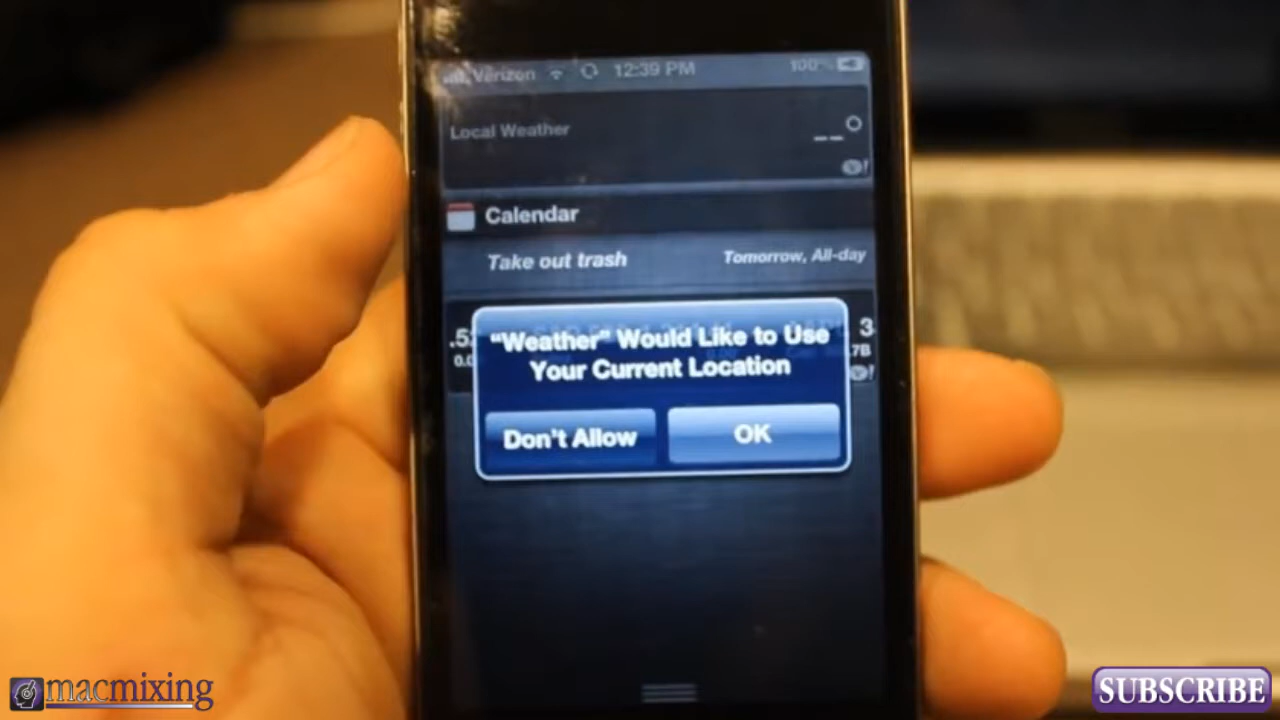 Verizon 12:39 PM 100%
Local Weather __°
Calendar
Take out trash Tomorrow, All-day
"Weather" Would Like to Use
Your Current Location
Don't Allow OK
macmixing
SUBSCRIBE